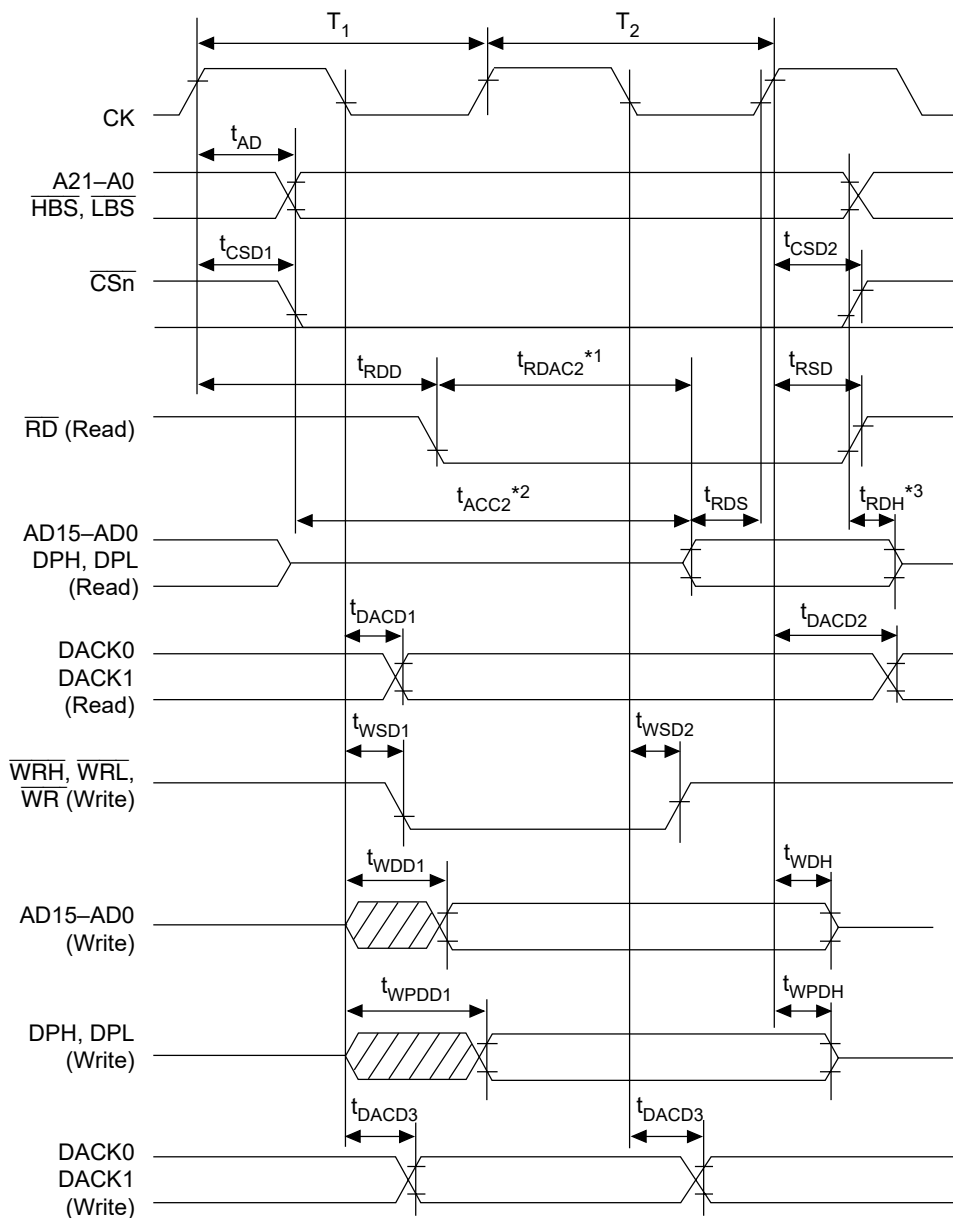 T1 T2
CK
tAD
A21–A0
HBS, LBS
tCSD1 tCSD2
CSn
tRDD tRDAC2*1 tRSD
RD (Read)
tACC2*2 tRDS tRDH*3
AD15–AD0
DPH, DPL
(Read)
tDACD1 tDACD2
DACK0
DACK1
(Read)
tWSD1 tWSD2
WRH, WRL,
WR (Write)
tWDD1 tWDH
AD15–AD0
(Write)
tWPDD1 tWPDH
DPH, DPL
(Write)
tDACD3 tDACD3
DACK0
DACK1
(Write)